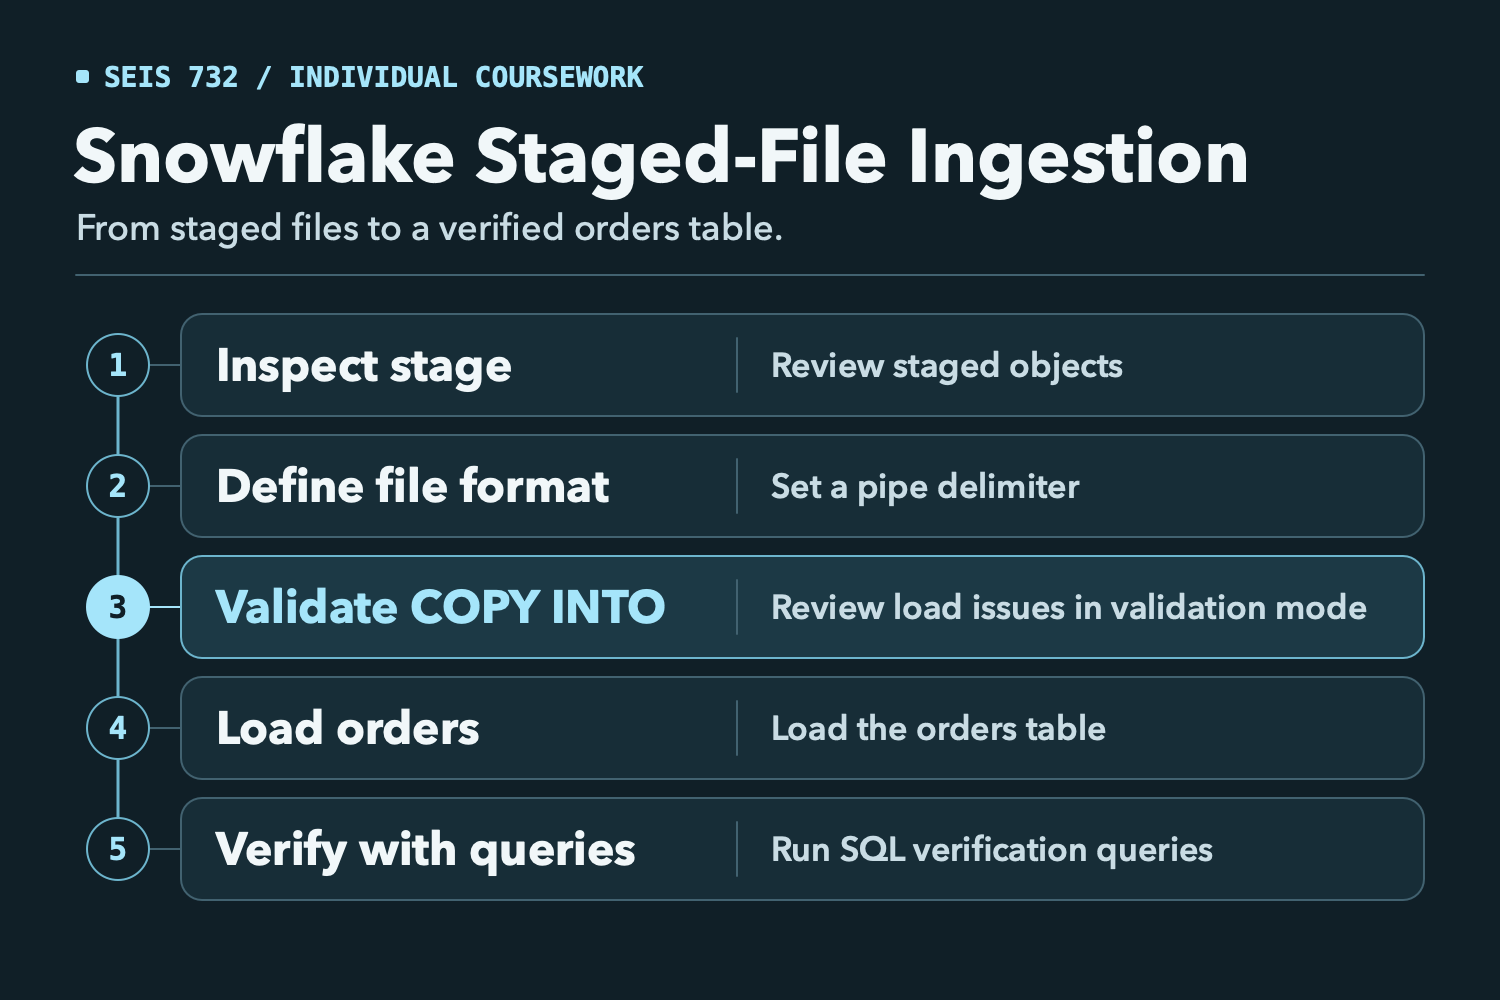 SEIS 732 / INDIVIDUAL COURSEWORK
Snowflake Staged-File Ingestion
From staged files to a verified orders table.
1 Inspect stage Review staged objects
2 Define file format Set a pipe delimiter
3 Validate COPY INTO Review load issues in validation mode
4 Load orders Load the orders table
5 Verify with queries Run SQL verification queries